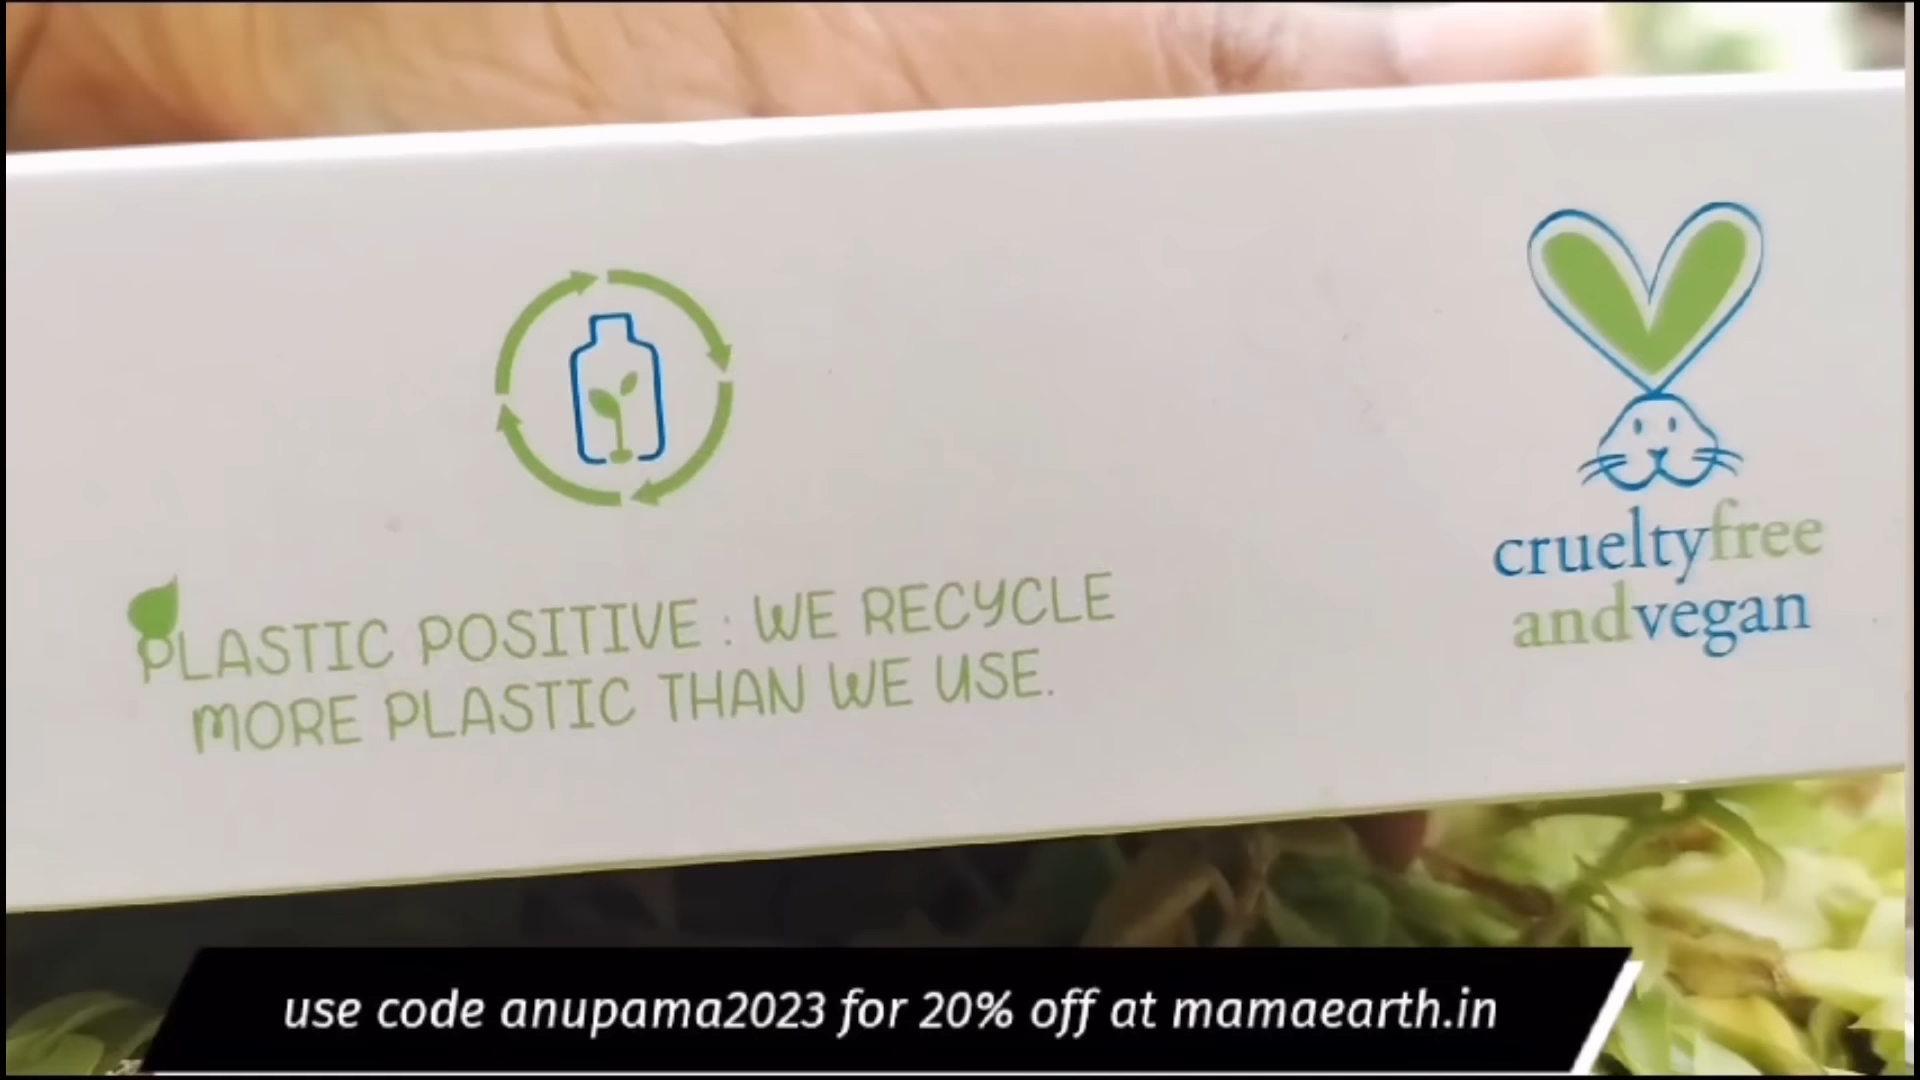 PLASTIC POSITIVE : WE RECYCLE
MORE PLASTIC THAN WE USE.
crueltyfree
andvegan
use code anupama2023 for 20% off at mamaearth.in